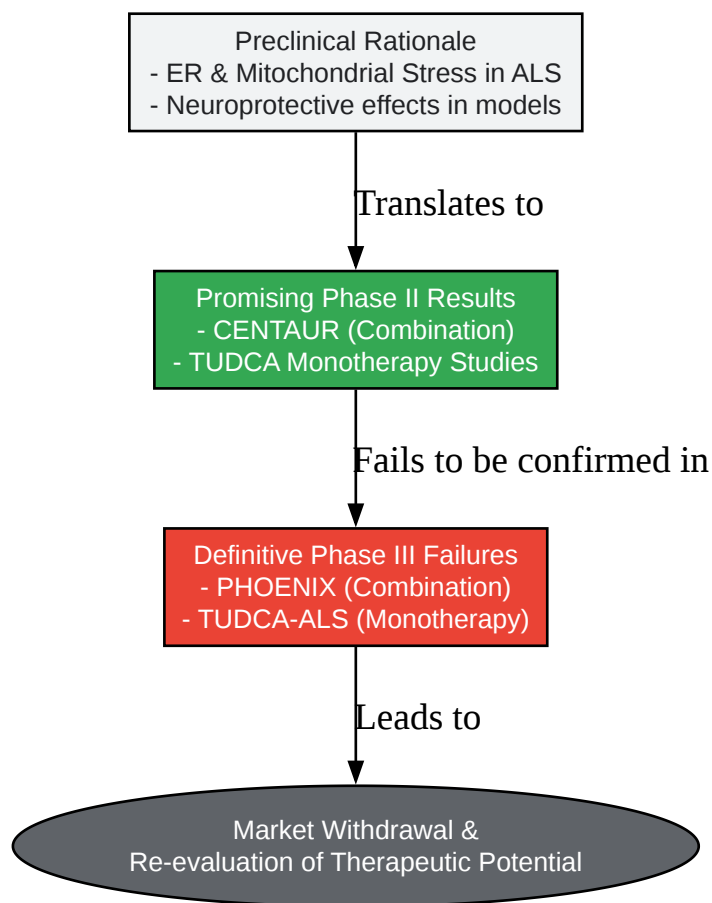 Preclinical Rationale
- ER & Mitochondrial Stress in ALS
- Neuroprotective effects in models
Translates to
Promising Phase II Results
- CENTAUR (Combination)
- TUDCA Monotherapy Studies
Fails to be confirmed in
Definitive Phase III Failures
- PHOENIX (Combination)
- TUDCA-ALS (Monotherapy)
Leads to
Market Withdrawal &
Re-evaluation of Therapeutic Potential